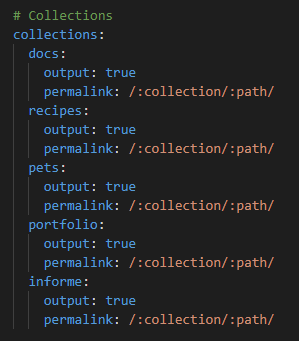 # Collections
collections:
  docs:
    output: true
    permalink: /:collection/:path/
  recipes:
    output: true
    permalink: /:collection/:path/
  pets:
    output: true
    permalink: /:collection/:path/
  portfolio:
    output: true
    permalink: /:collection/:path/
  informe:
    output: true
    permalink: /:collection/:path/